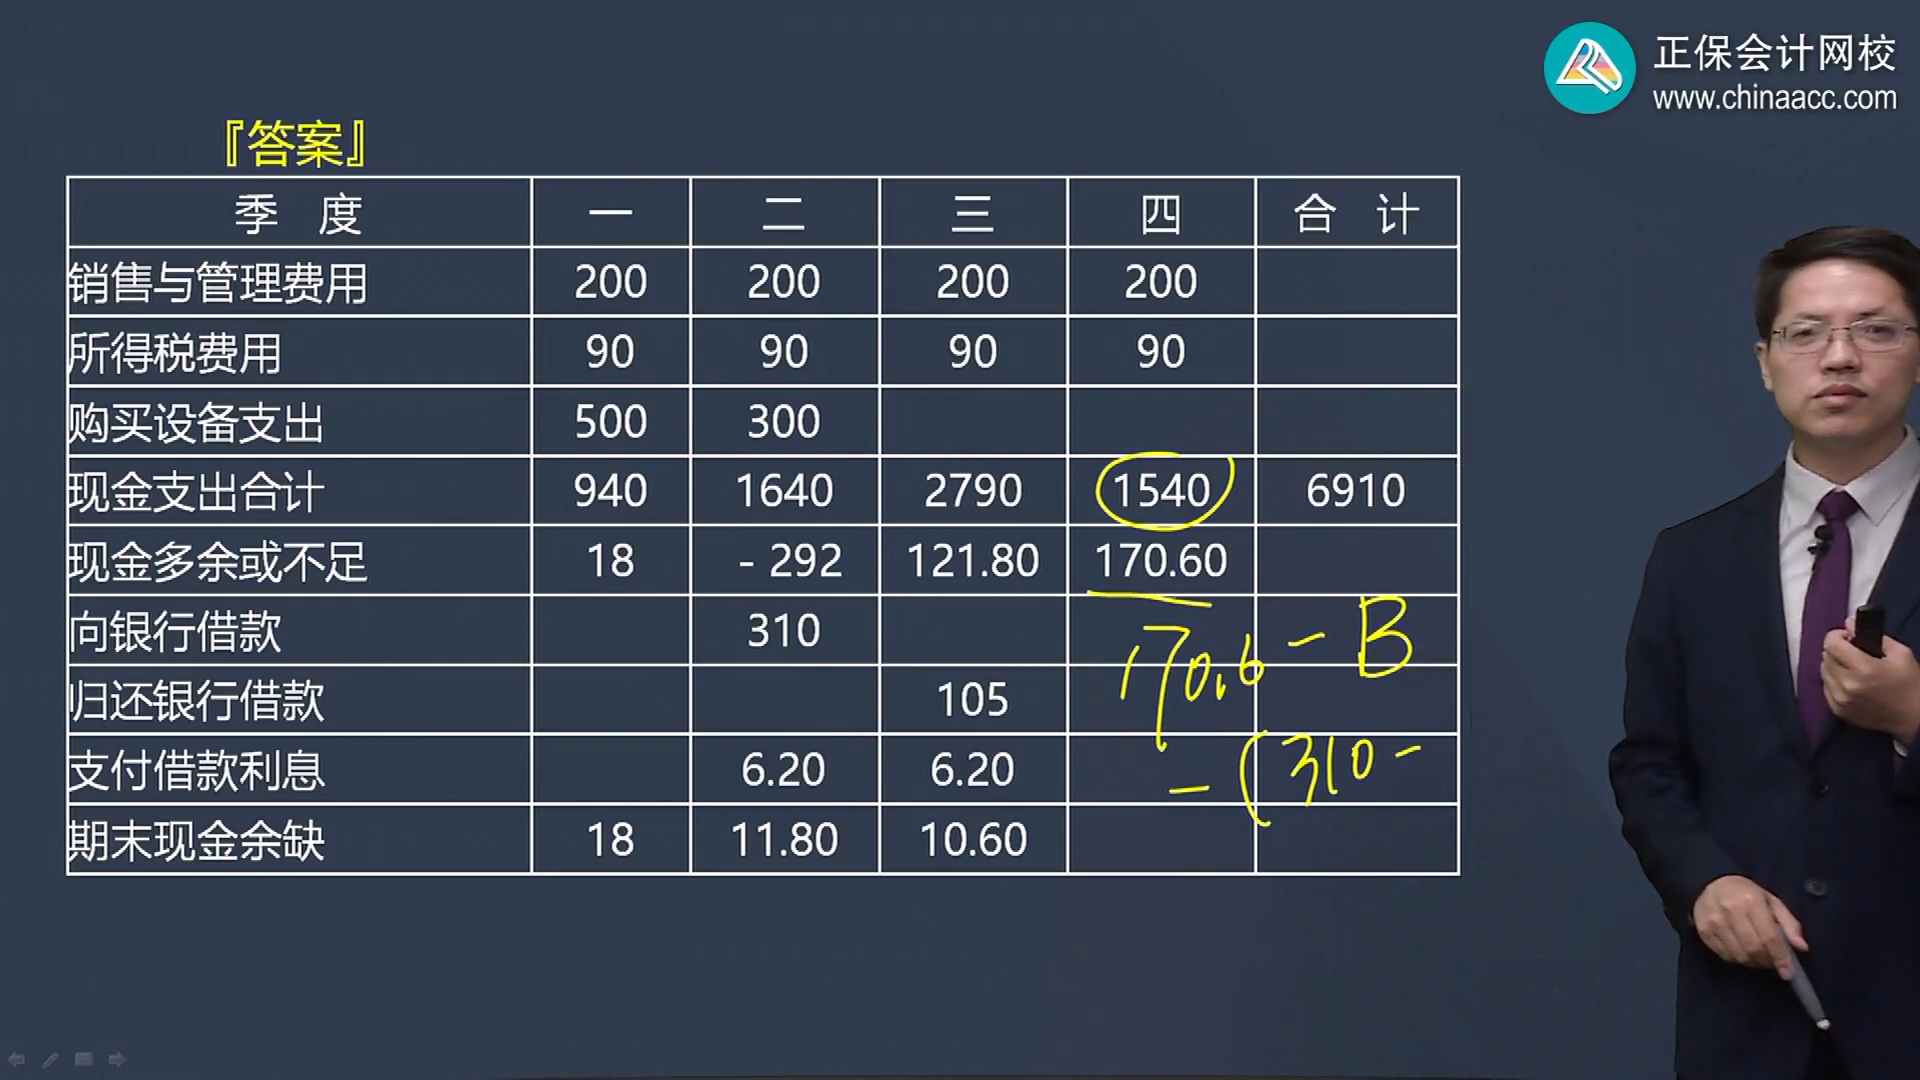 正保会计网校
www.chinaacc.com
『答案』
季 度 一 二 三 四 合 计
销售与管理费用 200 200 200 200
所得税费用 90 90 90 90
购买设备支出 500 300
现金支出合计 940 1640 2790 1540 6910
现金多余或不足 18 - 292 121.80 170.60
向银行借款 310
170.6 - B
归还银行借款 105
支付借款利息 6.20 6.20
- (310 -
期末现金余缺 18 11.80 10.60